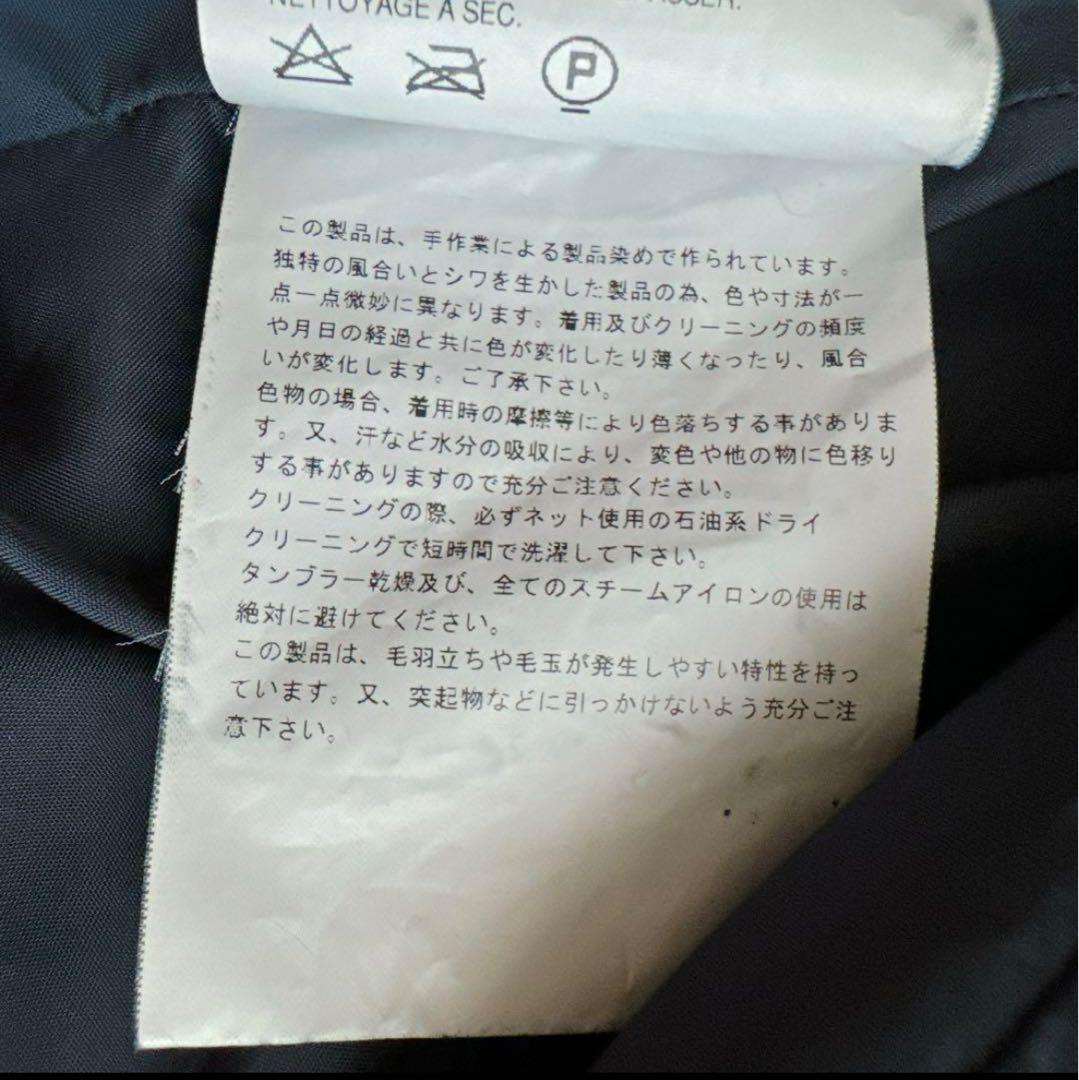 NETTOYAGE A SEC.
P
この製品は、手作業による製品染めで作られています。
独特の風合いとシワを生かした製品の為、色や寸法が一
点一点微妙に異なります。着用及びクリーニングの頻度
や月日の経過と共に色が変化したり薄くなったり、風合
いが変化します。ご了承下さい。
色物の場合、着用時の摩擦等により色落ちする事がありま
す。又、汗など水分の吸収により、変色や他の物に色移り
する事がありますので充分ご注意ください。
クリーニングの際、必ずネット使用の石油系ドライ
クリーニングで短時間で洗濯して下さい。
タンブラー乾燥及び、全てのスチームアイロンの使用は
絶対に避けてください。
この製品は、毛羽立ちや毛玉が発生しやすい特性を持っ
ています。又、突起物などに引っかけないよう充分ご注
意下さい。